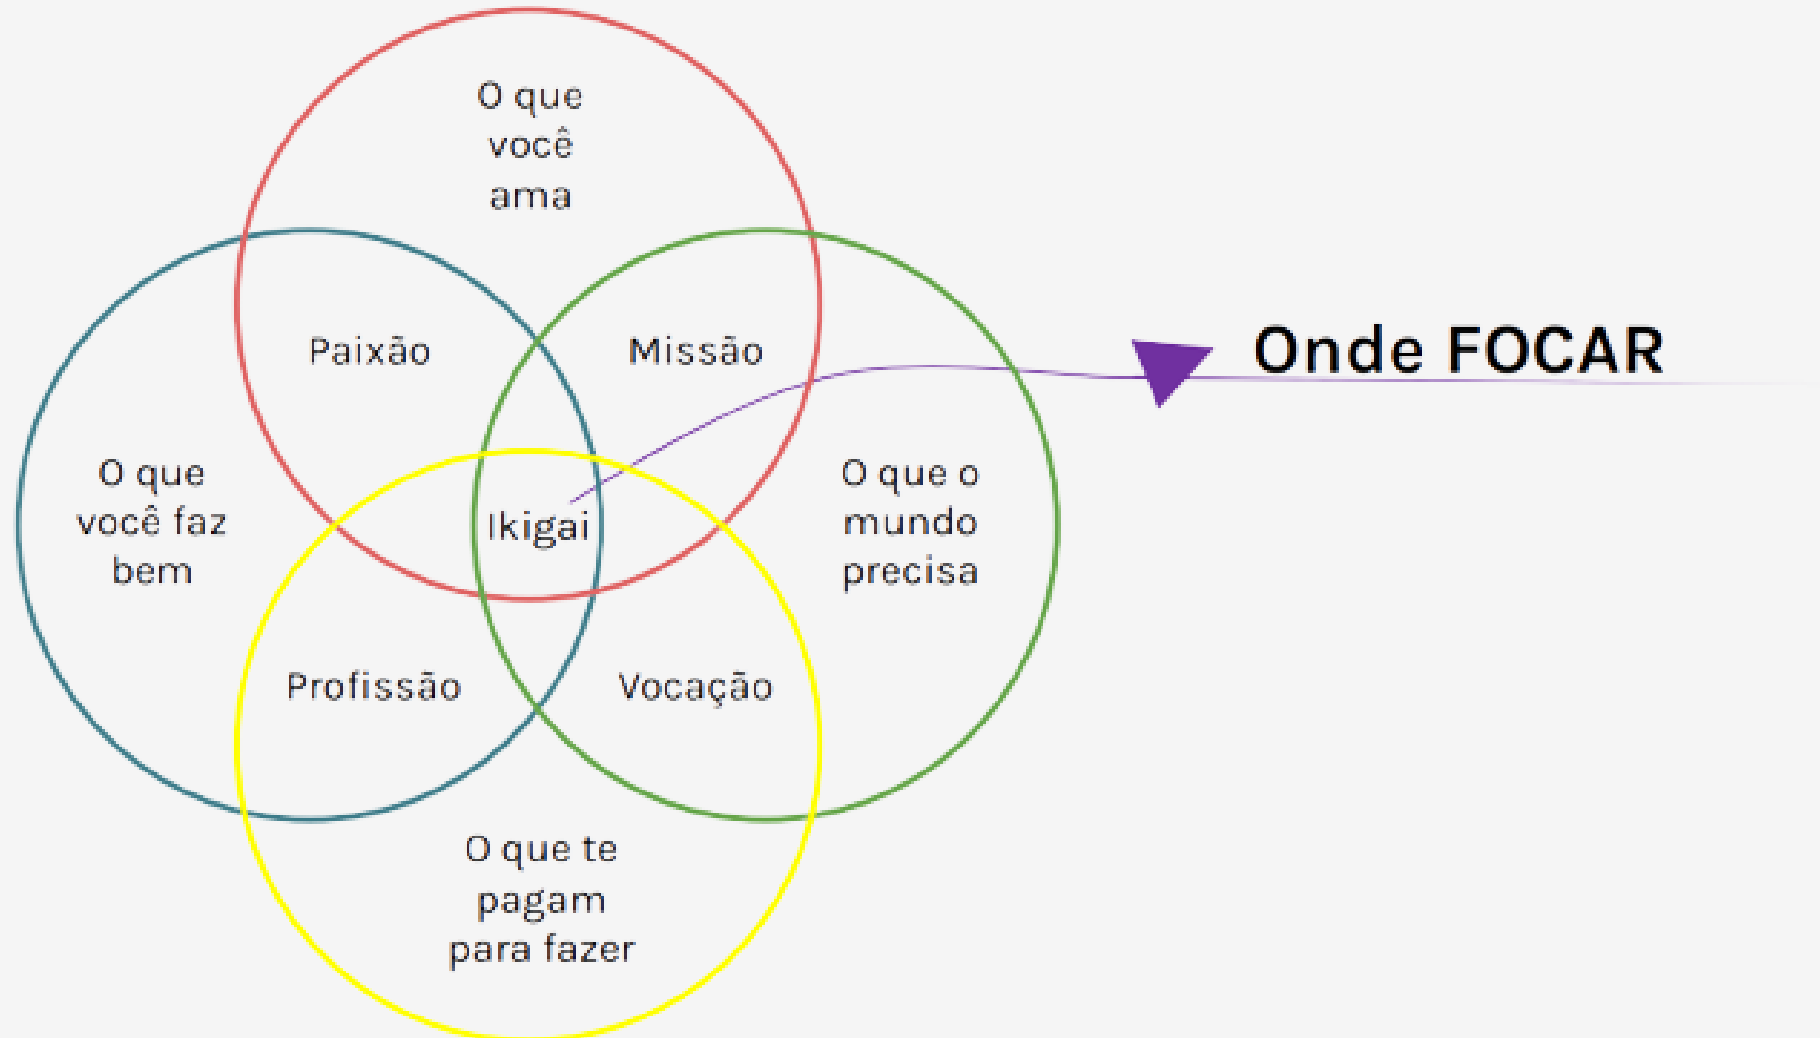 O que
você
ama
Paixão
Missão
Onde FOCAR
O que
você faz
bem
Ikigai
O que o
mundo
precisa
Profissão
Vocação
O que te
pagam
para fazer